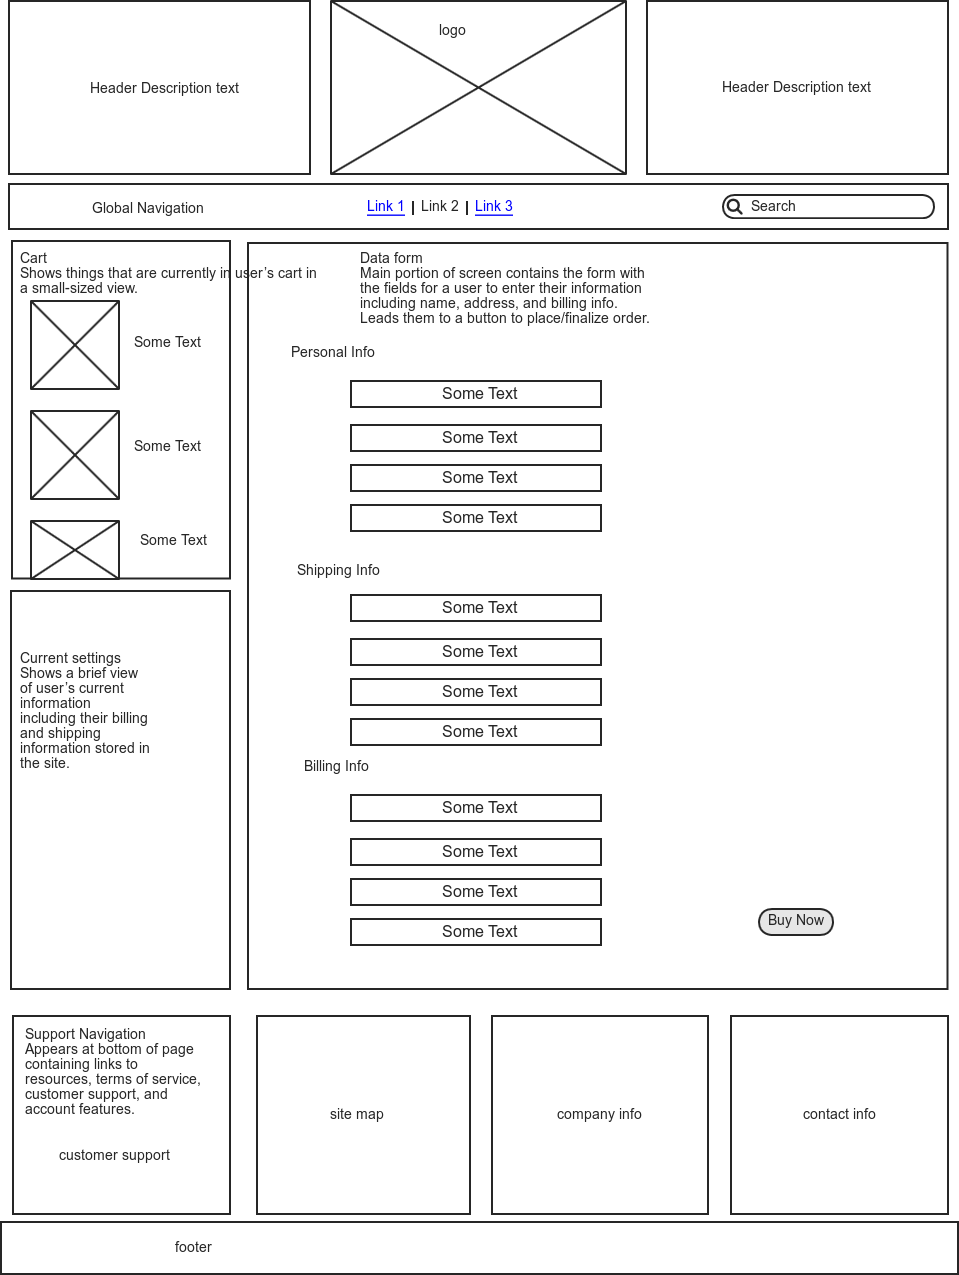 logo
Header Description text
Header Description text
Global Navigation
Link 1 | Link 2 | Link 3
Search
Cart
Shows things that are currently in user's cart in
a small-sized view.
Some Text
Some Text
Some Text
Current settings
Shows a brief view
of user's current
information
including their billing
and shipping
information stored in
the site.
Data form
Main portion of screen contains the form with
the fields for a user to enter their information
including name, address, and billing info.
Leads them to a button to place/finalize order.
Personal Info
Some Text
Some Text
Some Text
Some Text
Shipping Info
Some Text
Some Text
Some Text
Some Text
Billing Info
Some Text
Some Text
Some Text
Some Text
Buy Now
Support Navigation
Appears at bottom of page
containing links to
resources, terms of service,
customer support, and
account features.
customer support
site map
company info
contact info
footer